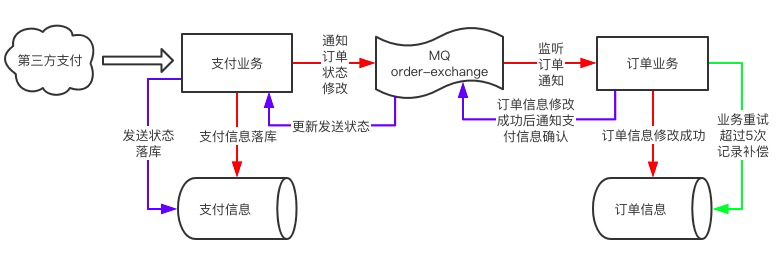 第三方支付
支付业务
通知
订单
状态
修改
MQ
order-exchange
监听
订单
通知
订单业务
发送状态
落库
支付信息落库
更新发送状态
订单信息修改
成功后通知支
付信息确认
订单信息修改成功
业务重试
超过5次
记录补偿
支付信息
订单信息